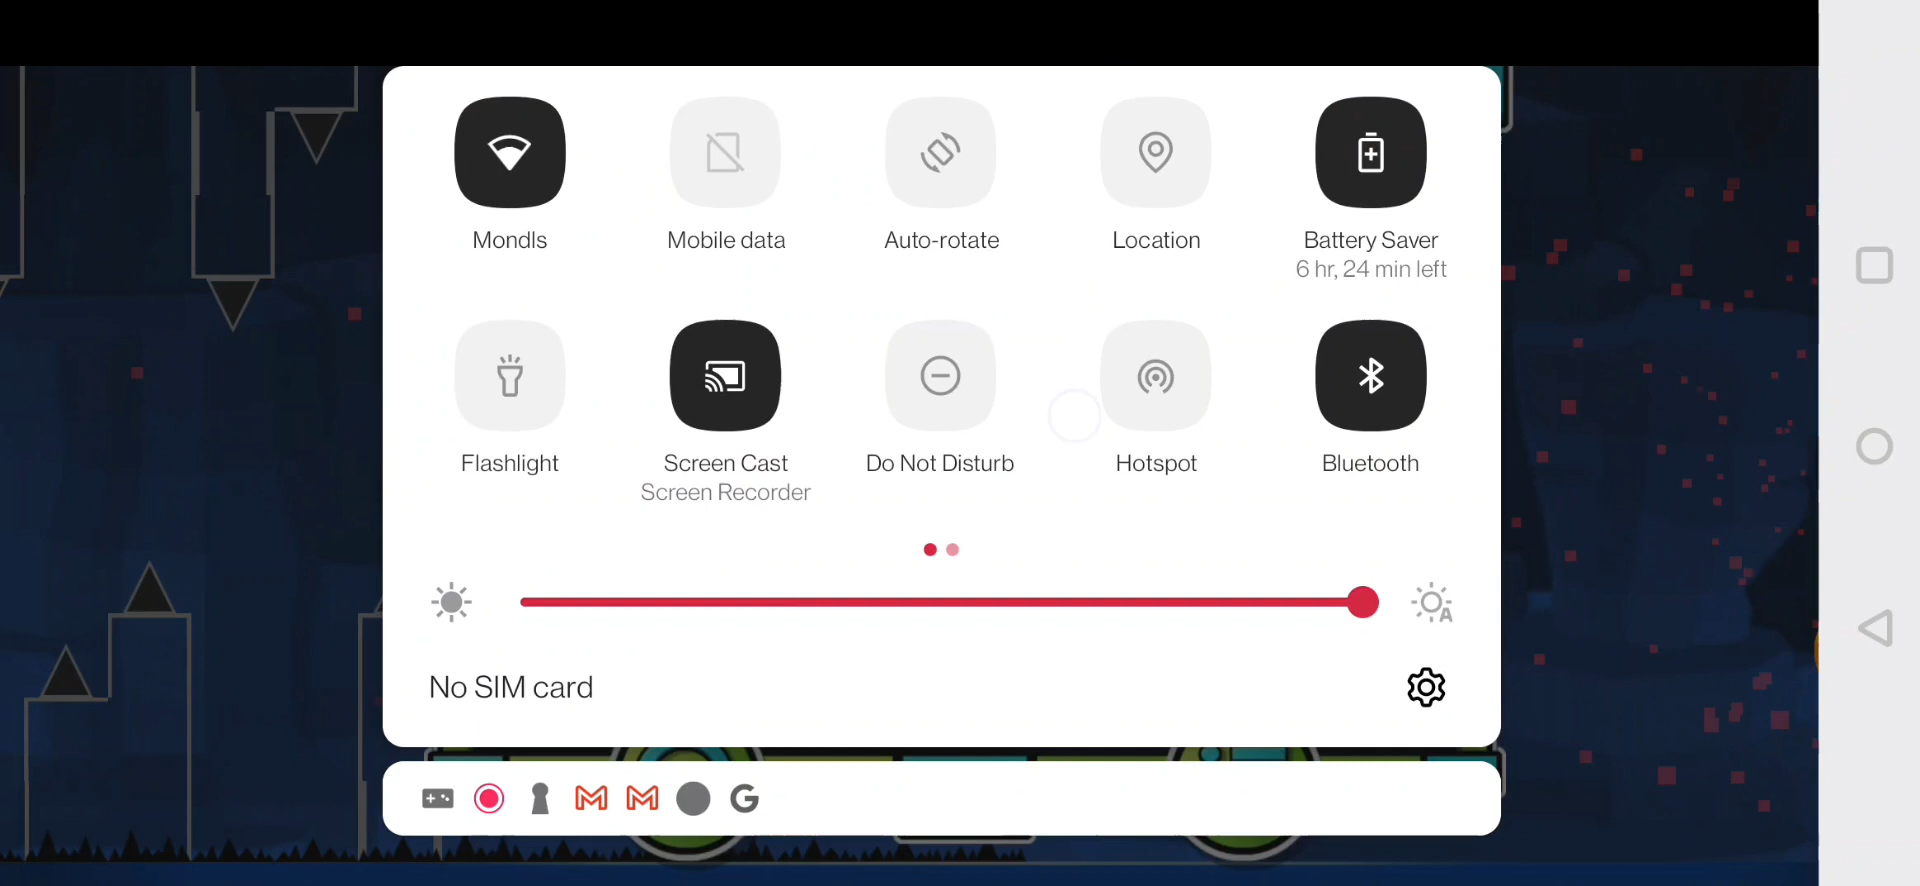 Mondls
Mobile data
Auto-rotate
Location
Battery Saver
6 hr, 24 min left
Flashlight
Screen Cast
Screen Recorder
Do Not Disturb
Hotspot
Bluetooth
A
No SIM card
G